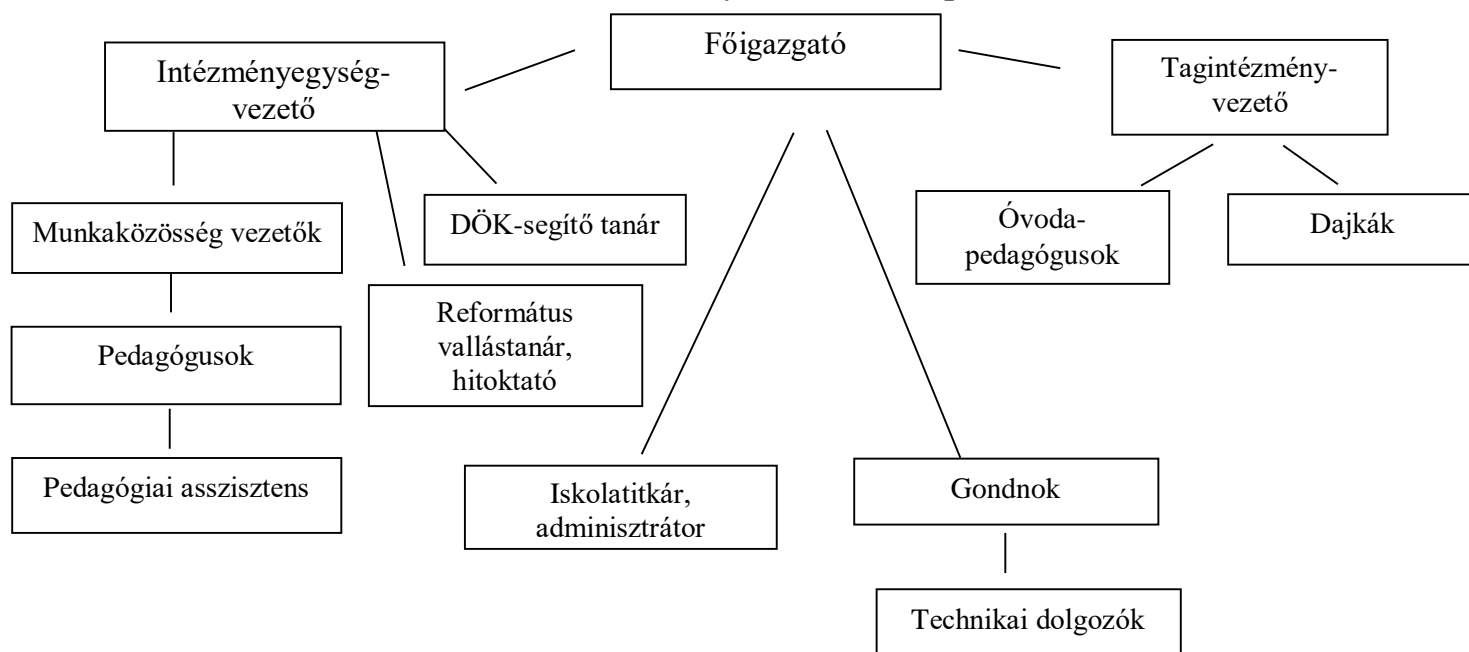 Főigazgató
Intézményegység-
vezető
Tagintézmény-
vezető
Munkaközösség vezetők
DÖK-segítő tanár
Óvoda-
pedagógusok
Dajkák
Református
vallástanár,
hitoktató
Pedagógusok
Pedagógiai asszisztens
Iskolatitkár,
adminisztrátor
Gondnok
Technikai dolgozók